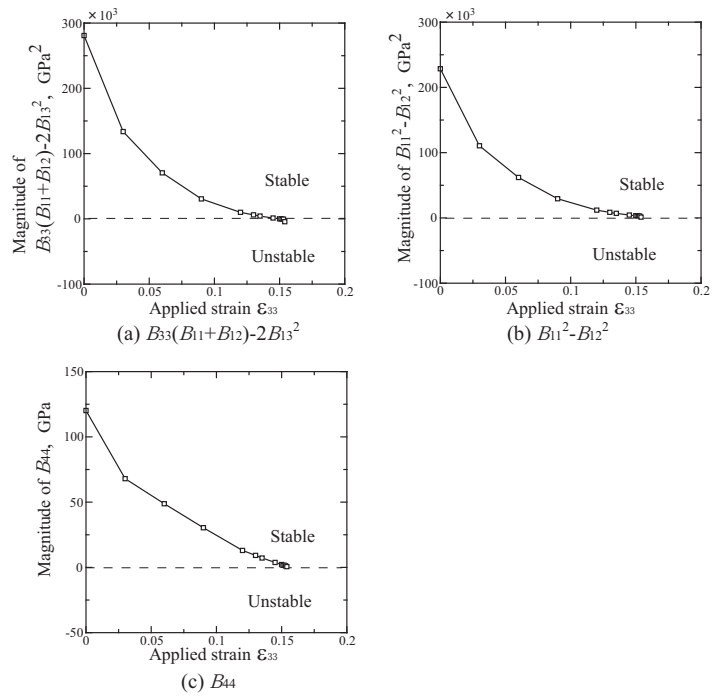 300 ×10³
200
100
0
-100
Magnitude of
B33(B11+B12)-2B13², GPa²
Stable
Unstable
0 0.05 0.1 0.15 0.2
Applied strain ε33
(a) B33(B11+B12)-2B13²
300 ×10³
200
100
0
-100
Magnitude of B11²-B12², GPa²
Stable
Unstable
0 0.05 0.1 0.15 0.2
Applied strain ε33
(b) B11²-B12²
150
100
50
0
-50
Magnitude of B44, GPa
Stable
Unstable
0 0.05 0.1 0.15 0.2
Applied strain ε33
(c) B44